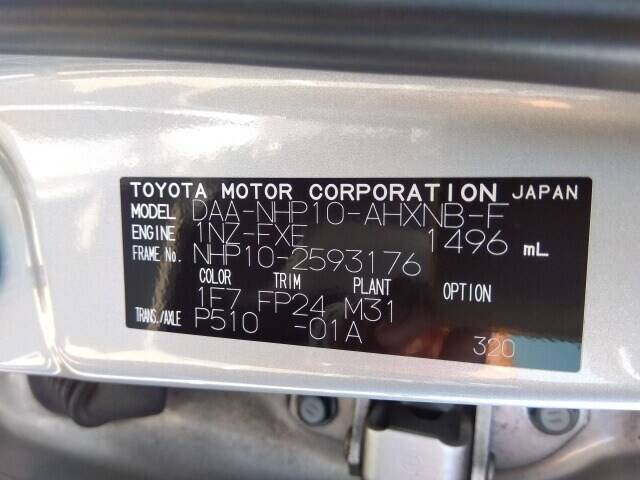 TOYOTA MOTOR CORPORATION JAPAN
MODEL DAA-NHP10-AHXNB-F
ENGINE 1NZ-FXE 1496 mL
FRAME No. NHP10-2593176
COLOR TRIM PLANT OPTION
1F7 FP24 M31
TRANS./AXLE P510 -01A
320